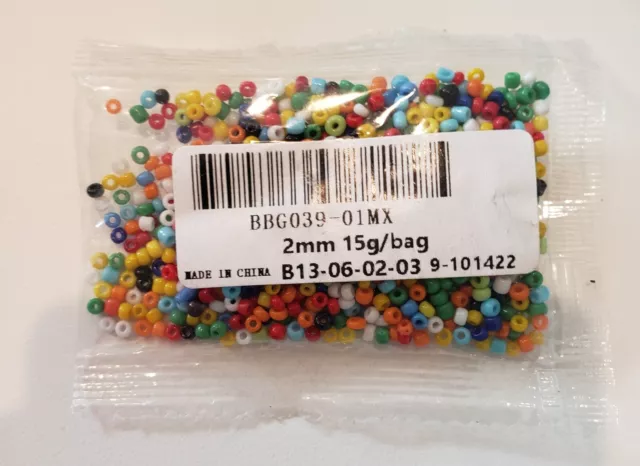 BBG039-01MX
2mm 15g/bag
MADE IN CHINA B13-06-02-03 9-101422